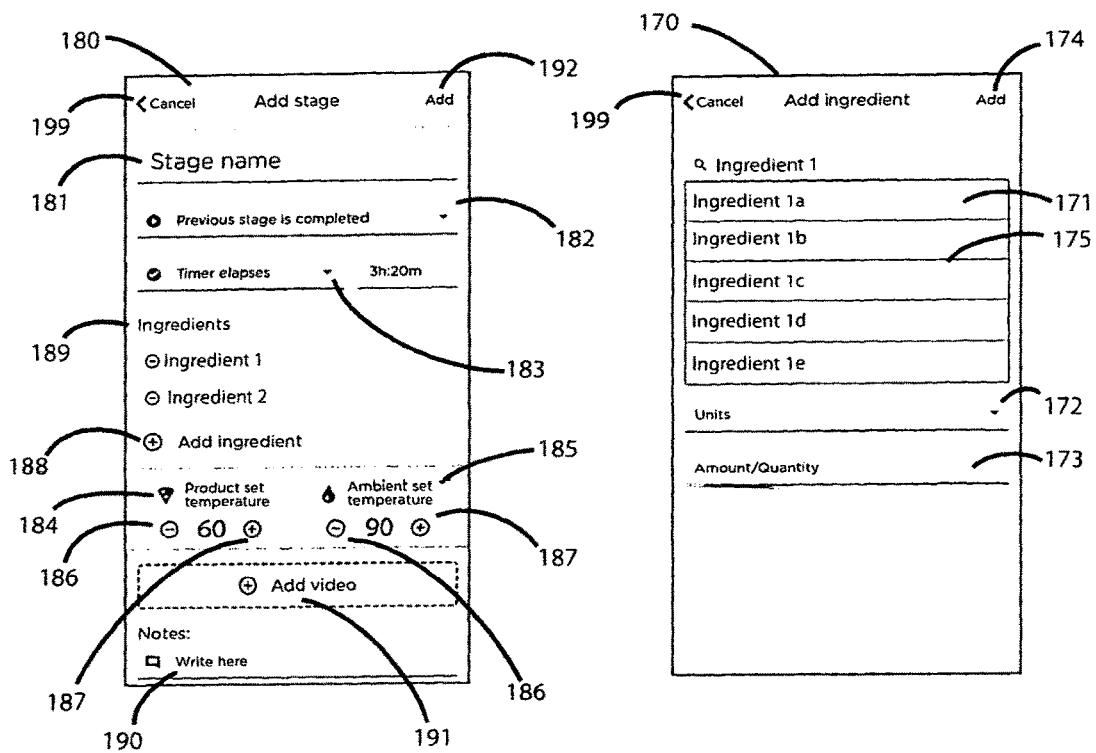 180
192
Cancel Add stage Add
199
Stage name
181
Previous stage is completed
182
Timer elapses 3h:20m
Ingredients
189
Ingredient 1
183
Ingredient 2
Add ingredient
188
185
Product set temperature
Ambient set temperature
184
60
90
186
187
Add video
Notes:
Write here
187
190
191
186
170
174
Cancel Add ingredient Add
199
Ingredient 1
Ingredient 1a
171
Ingredient 1b
175
Ingredient 1c
Ingredient 1d
Ingredient 1e
Units
172
Amount/Quantity
173